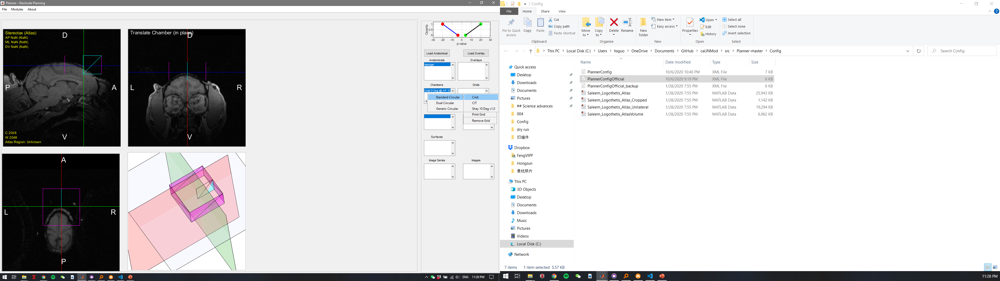 Planner - Electrode Planning
File Modules About
Stereotax (Atlas)
AP NaN (NaN)
ML NaN (NaN)
DV NaN (NaN)
D
P
A
V
C 2048
W 2048
Atlas Region: Unknown
Translate Chamber (in plane)
D
L
R
V
A
L
R
P
Opacity
1
0.5
0
-30 -20 -10 0 10 20 30
p-value
Load Anatomical Load Overlay
Anatomicals Overlays
mprage
Chambers Grids
Crist 0 Deg @ AP -0
Standard Circular Crist
Dual Circular CIT
Generic Circular Shay 10 Deg v1.0
Print Grid
Remove Grid
Surfaces
Image Series Images
ENG 11:28 PM
Config
File Home Share View
Pin to Quick access
Copy
Paste
Cut
Copy path
Paste shortcut
Clipboard
Move to
Copy to
Delete
Rename
Organize
New folder
New item
Easy access
New
Properties
Open
Edit
History
Open
Select all
Select none
Invert selection
Select
This PC > Local Disk (C:) > Users > hsguo > OneDrive > Documents > GitHub > caUNMod > src > Planner-master > Config
Search Config
Name Date modified Type Size
PlannerConfig 10/6/2020 10:40 PM XML File 7 KB
PlannerConfigOfficial 10/6/2020 9:19 PM XML File 6 KB
PlannerConfigOfficial_backup 1/28/2020 7:55 PM XML File 6 KB
Saleem_Logothetis_Atlas 1/28/2020 7:55 PM MATLAB Data 25,943 KB
Saleem_Logothetis_Atlas_Cropped 1/28/2020 7:55 PM MATLAB Data 1,142 KB
Saleem_Logothetis_Atlas_Unilateral 1/28/2020 7:55 PM MATLAB Data 19,294 KB
Saleem_Logothetis_AtlasVolume 1/28/2020 7:55 PM MATLAB Data 6,962 KB
Quick access
Desktop
Downloads
Documents
Pictures
## Science advances
004
Config
dry run
扫描件
Dropbox
FengVIPP
Hongsun
景杭照片
This PC
3D Objects
Desktop
Documents
Downloads
Music
Pictures
Videos
Local Disk (C:)
Network
7 items 1 item selected 5.57 KB
11:28 PM